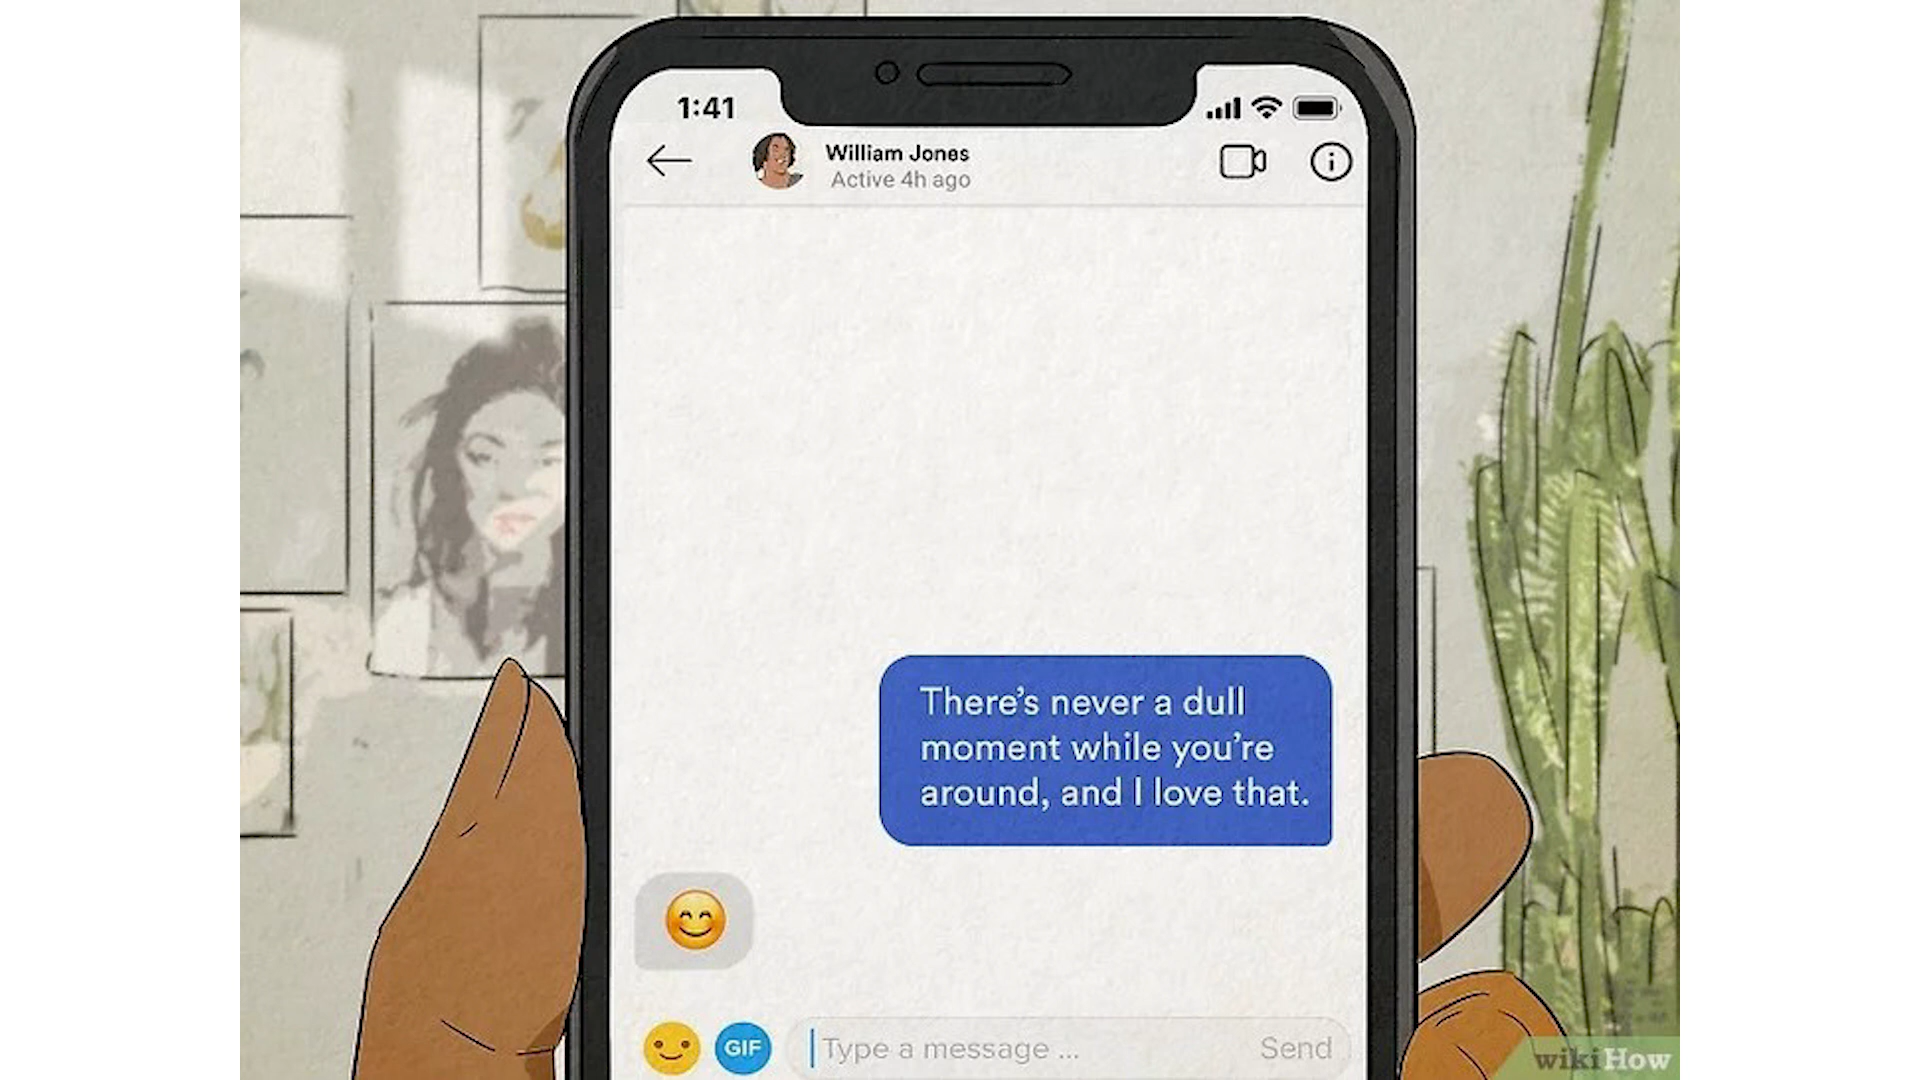 1:41
William Jones
Active 4h ago
There’s never a dull
moment while you’re
around, and I love that.
GIF
Type a message ...
Send
wikiHow